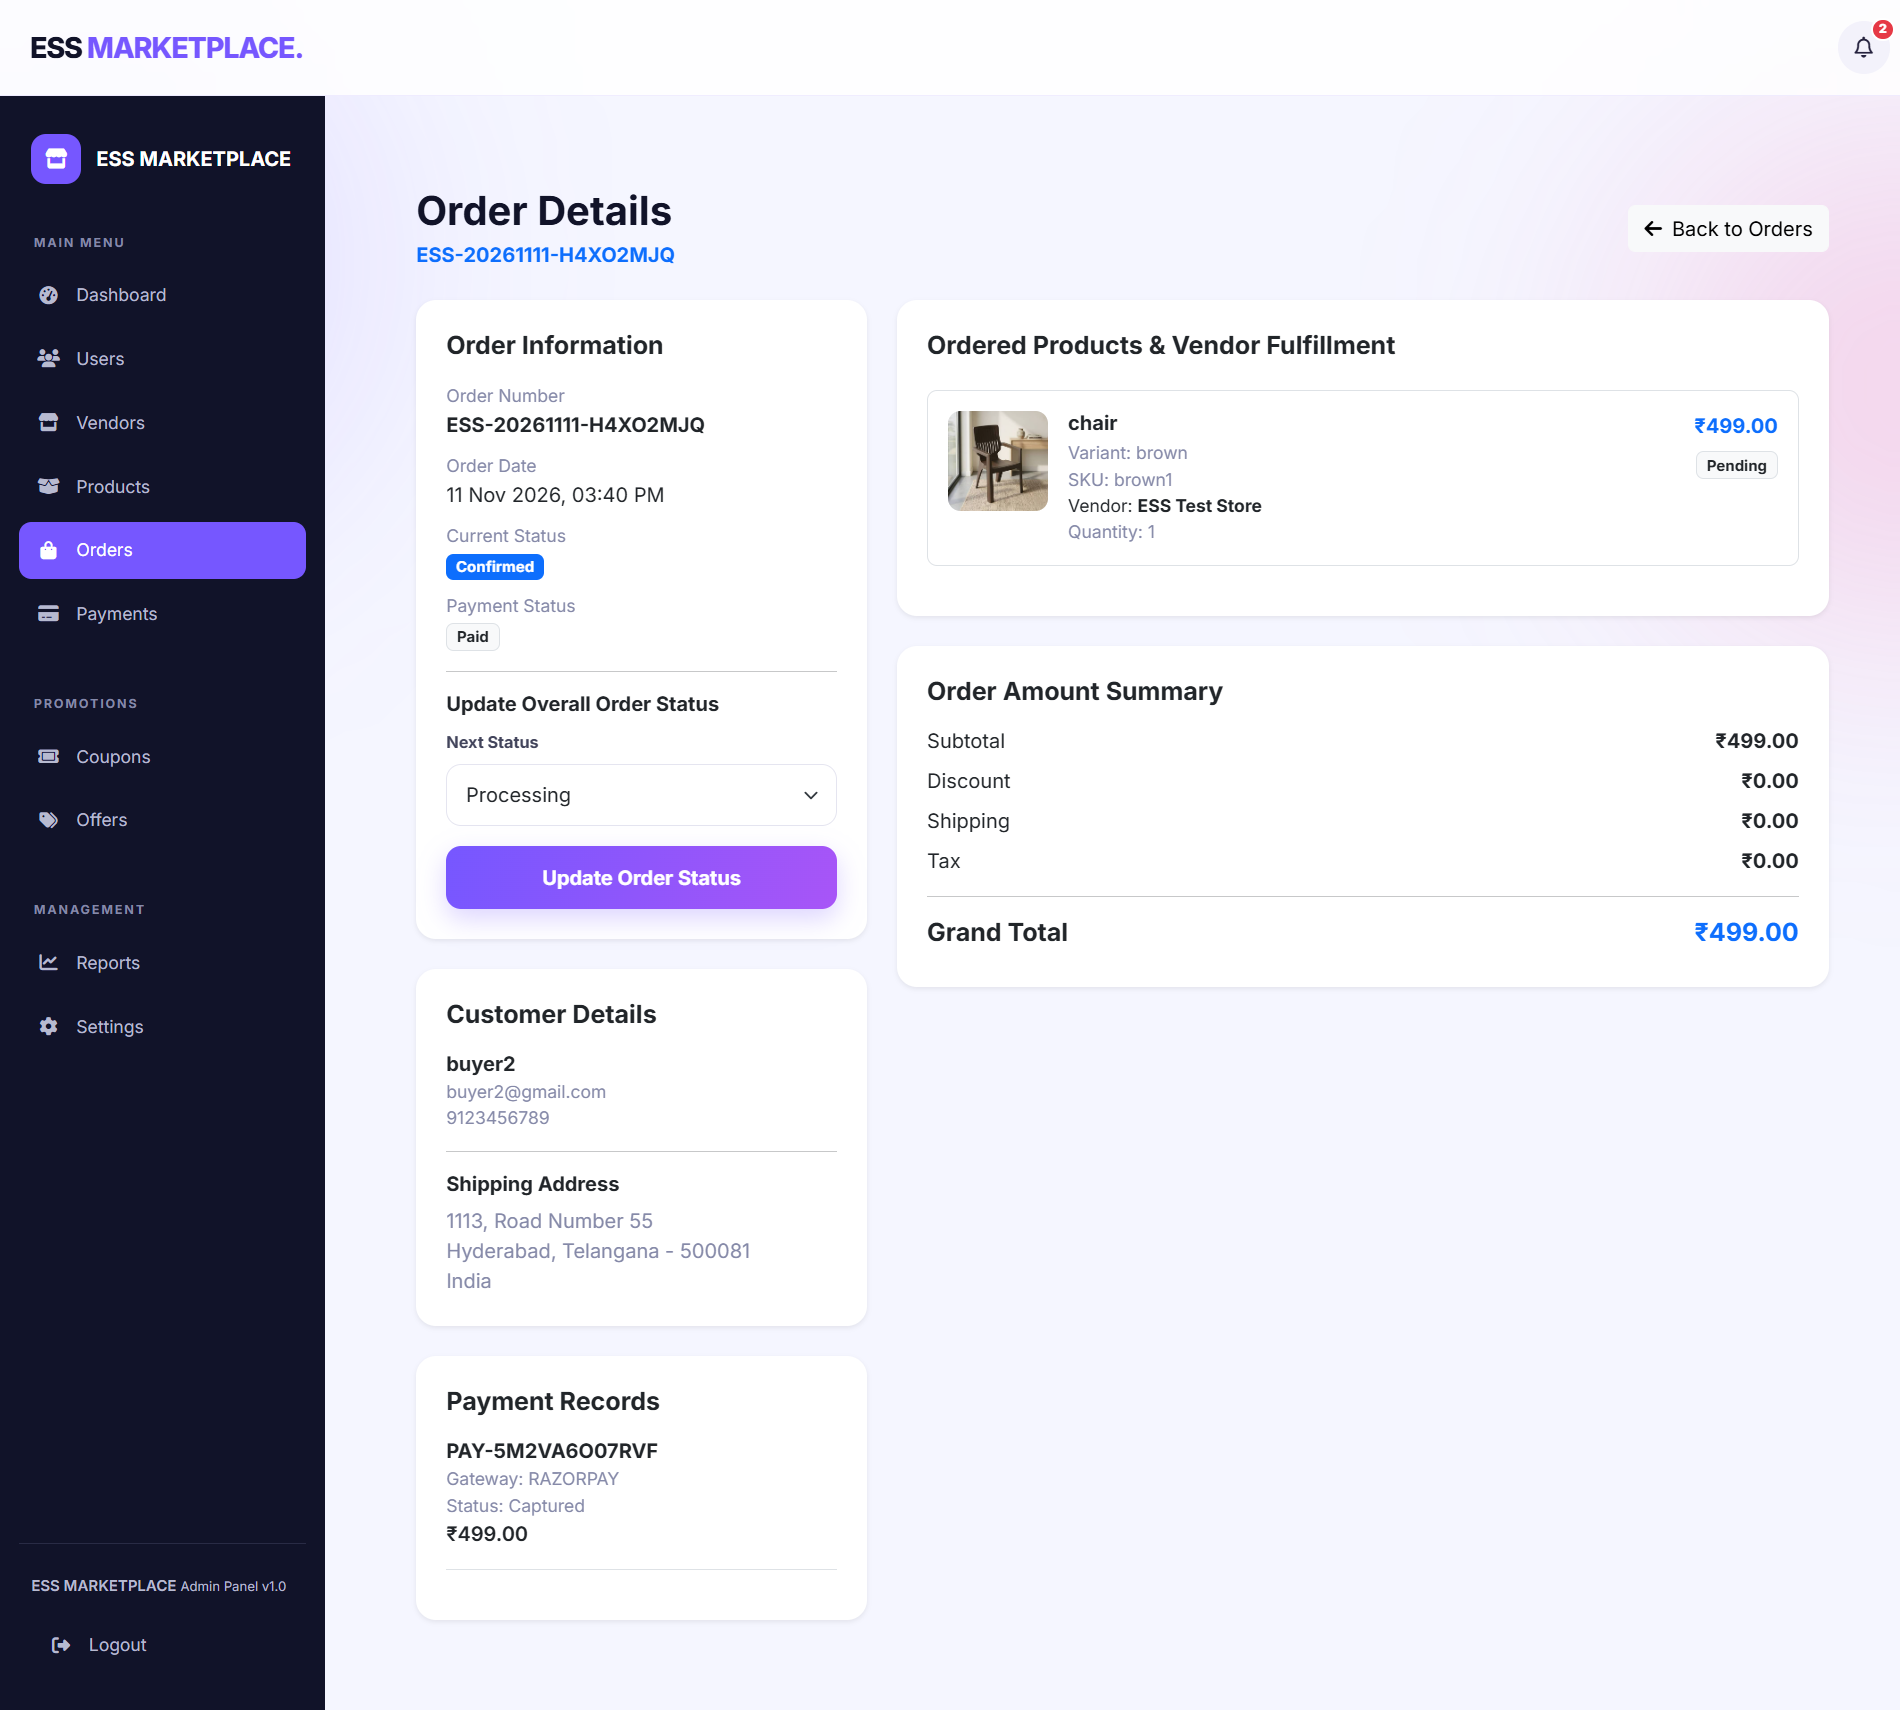 ESS MARKETPLACE.
2
ESS MARKETPLACE
MAIN MENU
Dashboard
Users
Vendors
Products
Orders
Payments
PROMOTIONS
Coupons
Offers
MANAGEMENT
Reports
Settings
ESS MARKETPLACE Admin Panel v1.0
Logout
Order Details
ESS-20261111-H4XO2MJQ
Back to Orders
Order Information
Order Number
ESS-20261111-H4XO2MJQ
Order Date
11 Nov 2026, 03:40 PM
Current Status
Confirmed
Payment Status
Paid
Update Overall Order Status
Next Status
Processing
Update Order Status
Customer Details
buyer2
buyer2@gmail.com
9123456789
Shipping Address
1113, Road Number 55
Hyderabad, Telangana - 500081
India
Payment Records
PAY-5M2VA6O07RVF
Gateway: RAZORPAY
Status: Captured
₹499.00
Ordered Products & Vendor Fulfillment
chair
Variant: brown
SKU: brown1
Vendor: ESS Test Store
Quantity: 1
₹499.00
Pending
Order Amount Summary
Subtotal ₹499.00
Discount ₹0.00
Shipping ₹0.00
Tax ₹0.00
Grand Total ₹499.00